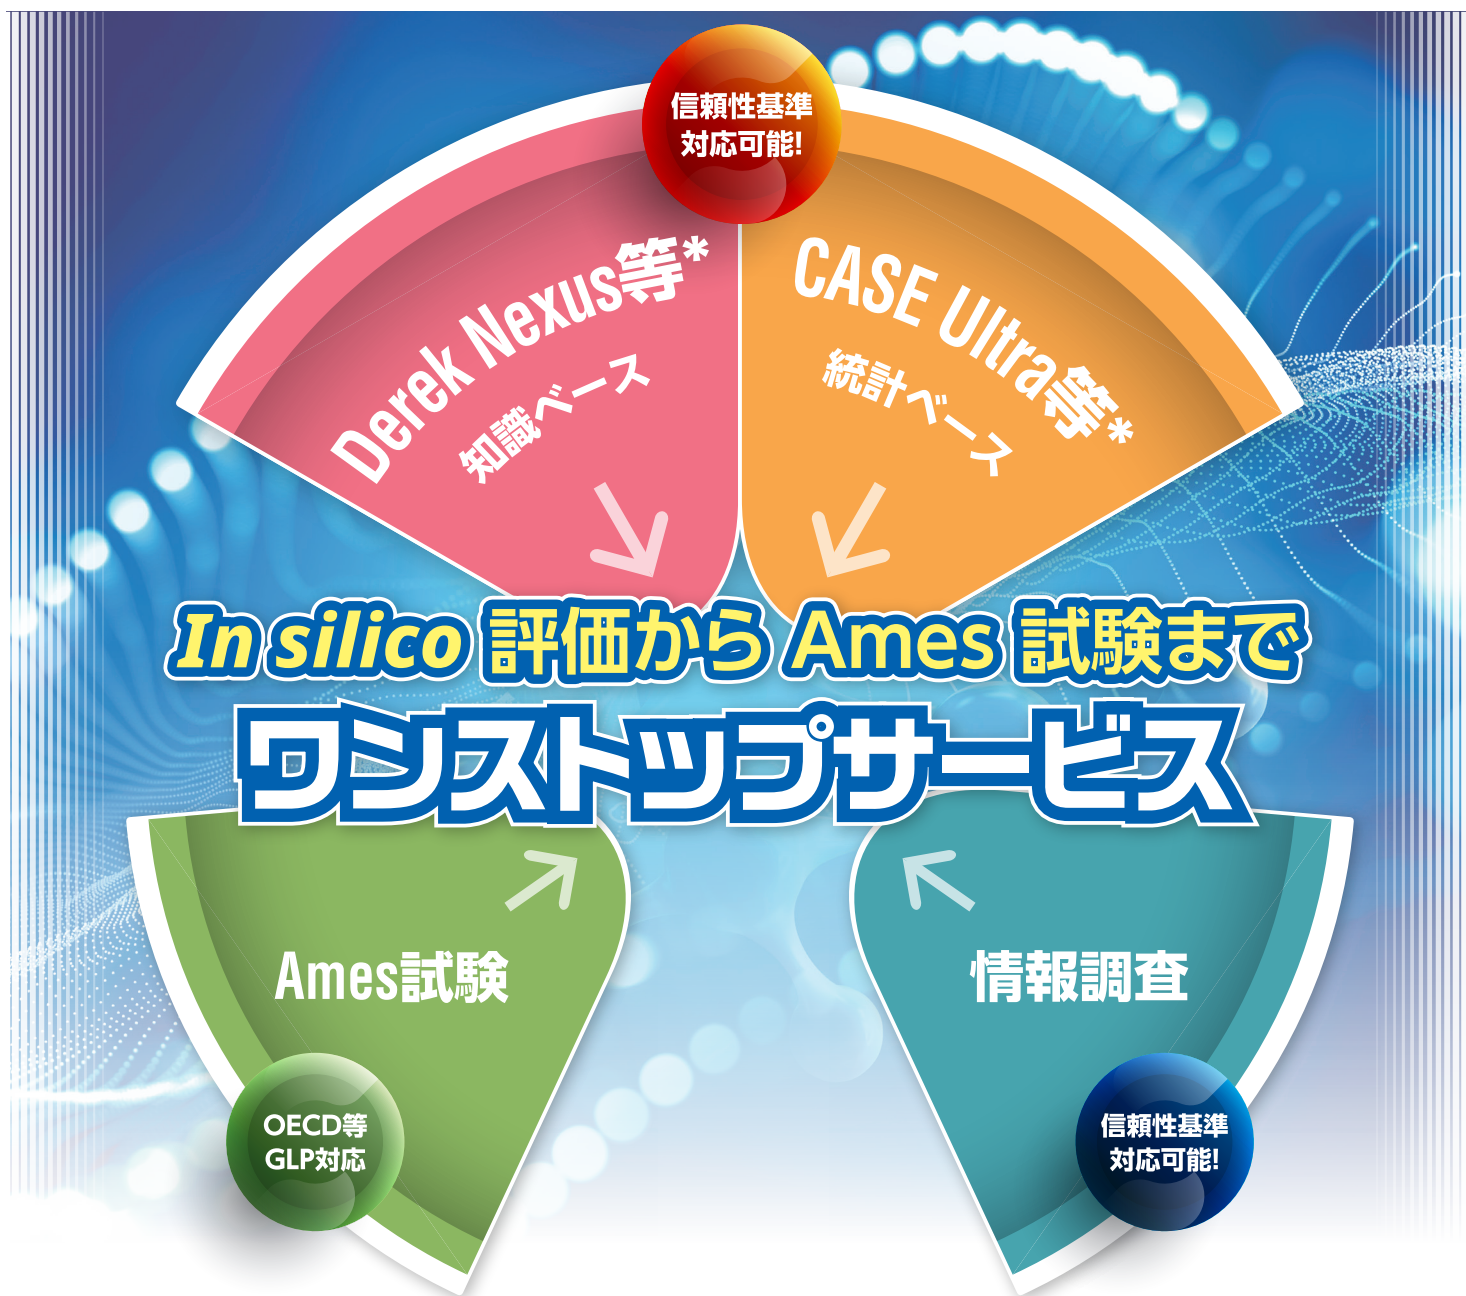 信頼性基準
対応可能!
Derek Nexus等*
知識ベース
CASE Ultra等*
統計ベース
In silico 評価から Ames 試験まで
ワンストップサービス
Ames試験
OECD等
GLP対応
情報調査
信頼性基準
対応可能!